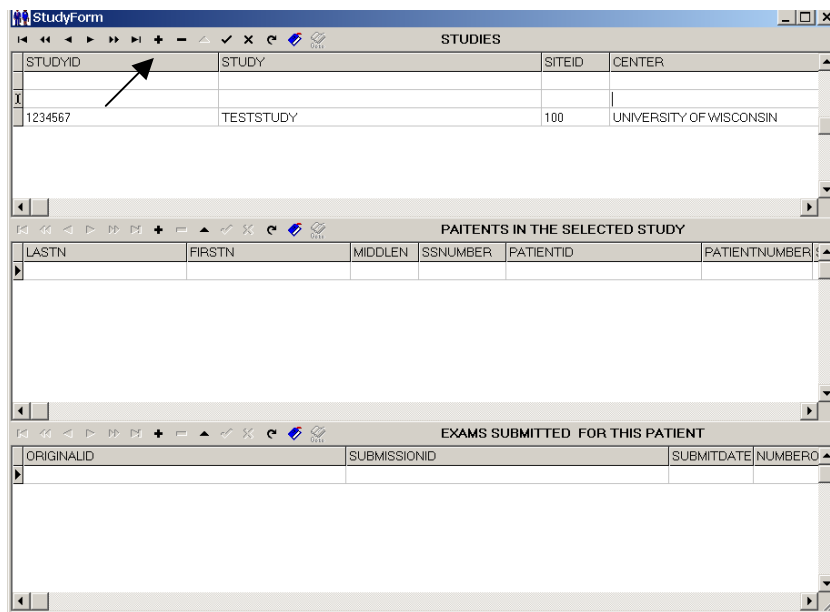 StudyForm
STUDIES
STUDYID STUDY SITEID CENTER
1234567 TESTSTUDY 100 UNIVERSITY OF WISCONSIN
PAITENTS IN THE SELECTED STUDY
LASTN FIRSTN MIDDLEN SSNUMBER PATIENTID PATIENTNUMBER
EXAMS SUBMITTED FOR THIS PATIENT
ORIGINALID SUBMISSIONID SUBMITDATE NUMBERO